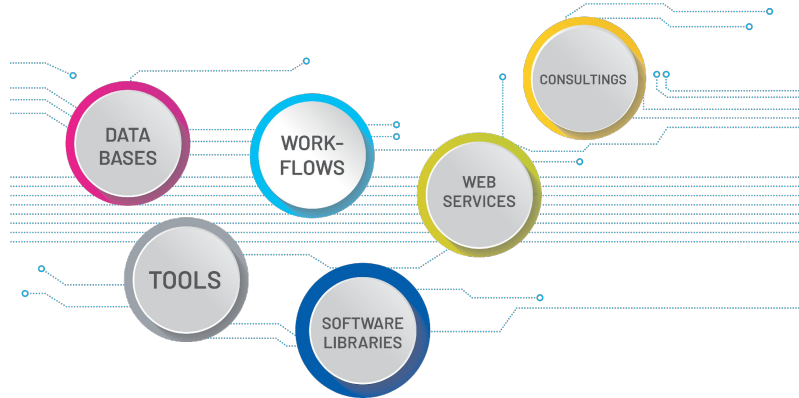 CONSULTINGS
DATA
BASES
WORK-
FLOWS
WEB
SERVICES
TOOLS
SOFTWARE
LIBRARIES